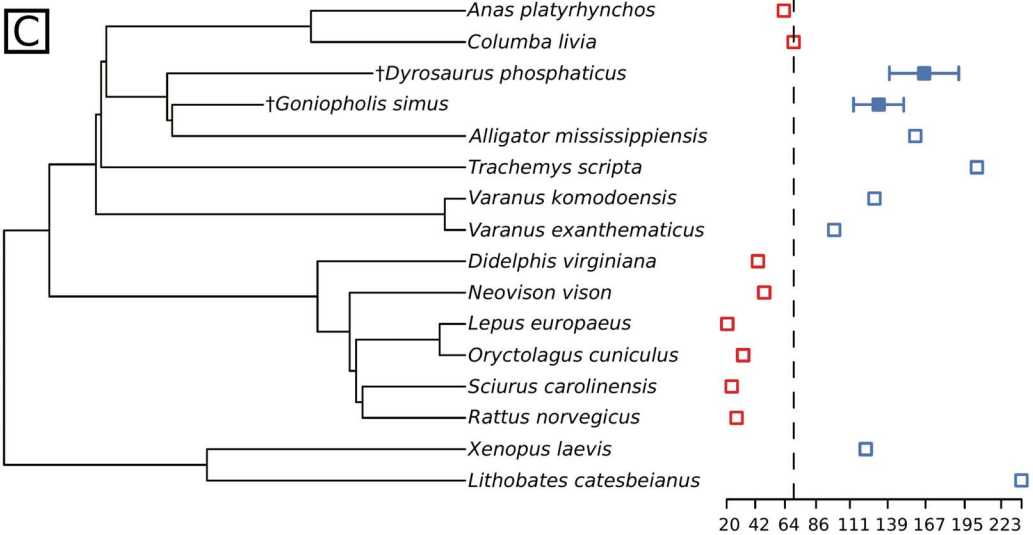 C
Anas platyrhynchos
Columba livia
†Dyrosaurus phosphaticus
†Goniopholis simus
Alligator mississippiensis
Trachemys scripta
Varanus komodoensis
Varanus exanthematicus
Didelphis virginiana
Neovison vison
Lepus europaeus
Oryctolagus cuniculus
Sciurus carolinensis
Rattus norvegicus
Xenopus laevis
Lithobates catesbeianus
20 42 64 86 111 139 167 195 223